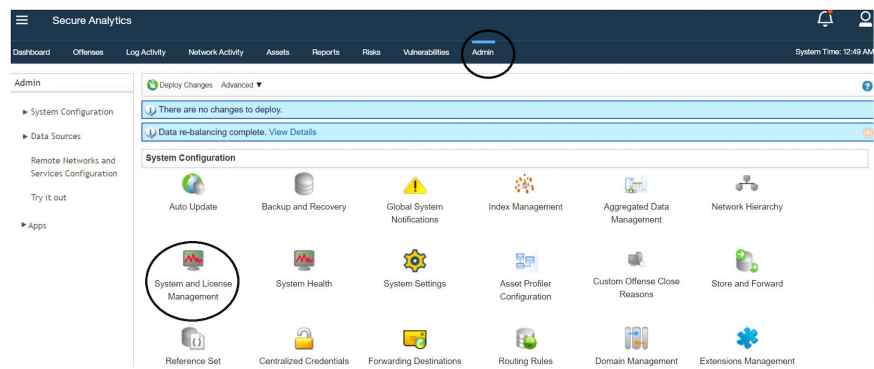 Secure Analytics
Dashboard Offenses Log Activity Network Activity Assets Reports Risks Vulnerabilities Admin System Time: 12:49 AM
Admin
System Configuration
Data Sources
Remote Networks and
Services Configuration
Try it out
Apps
Deploy Changes Advanced ▼
There are no changes to deploy.
Data re-balancing complete. View Details
System Configuration
Auto Update
Backup and Recovery
Global System
Notifications
Index Management
Aggregated Data
Management
Network Hierarchy
System and License
Management
System Health
System Settings
Asset Profiler
Configuration
Custom Offense Close
Reasons
Store and Forward
Reference Set
Centralized Credentials
Forwarding Destinations
Routing Rules
Domain Management
Extensions Management